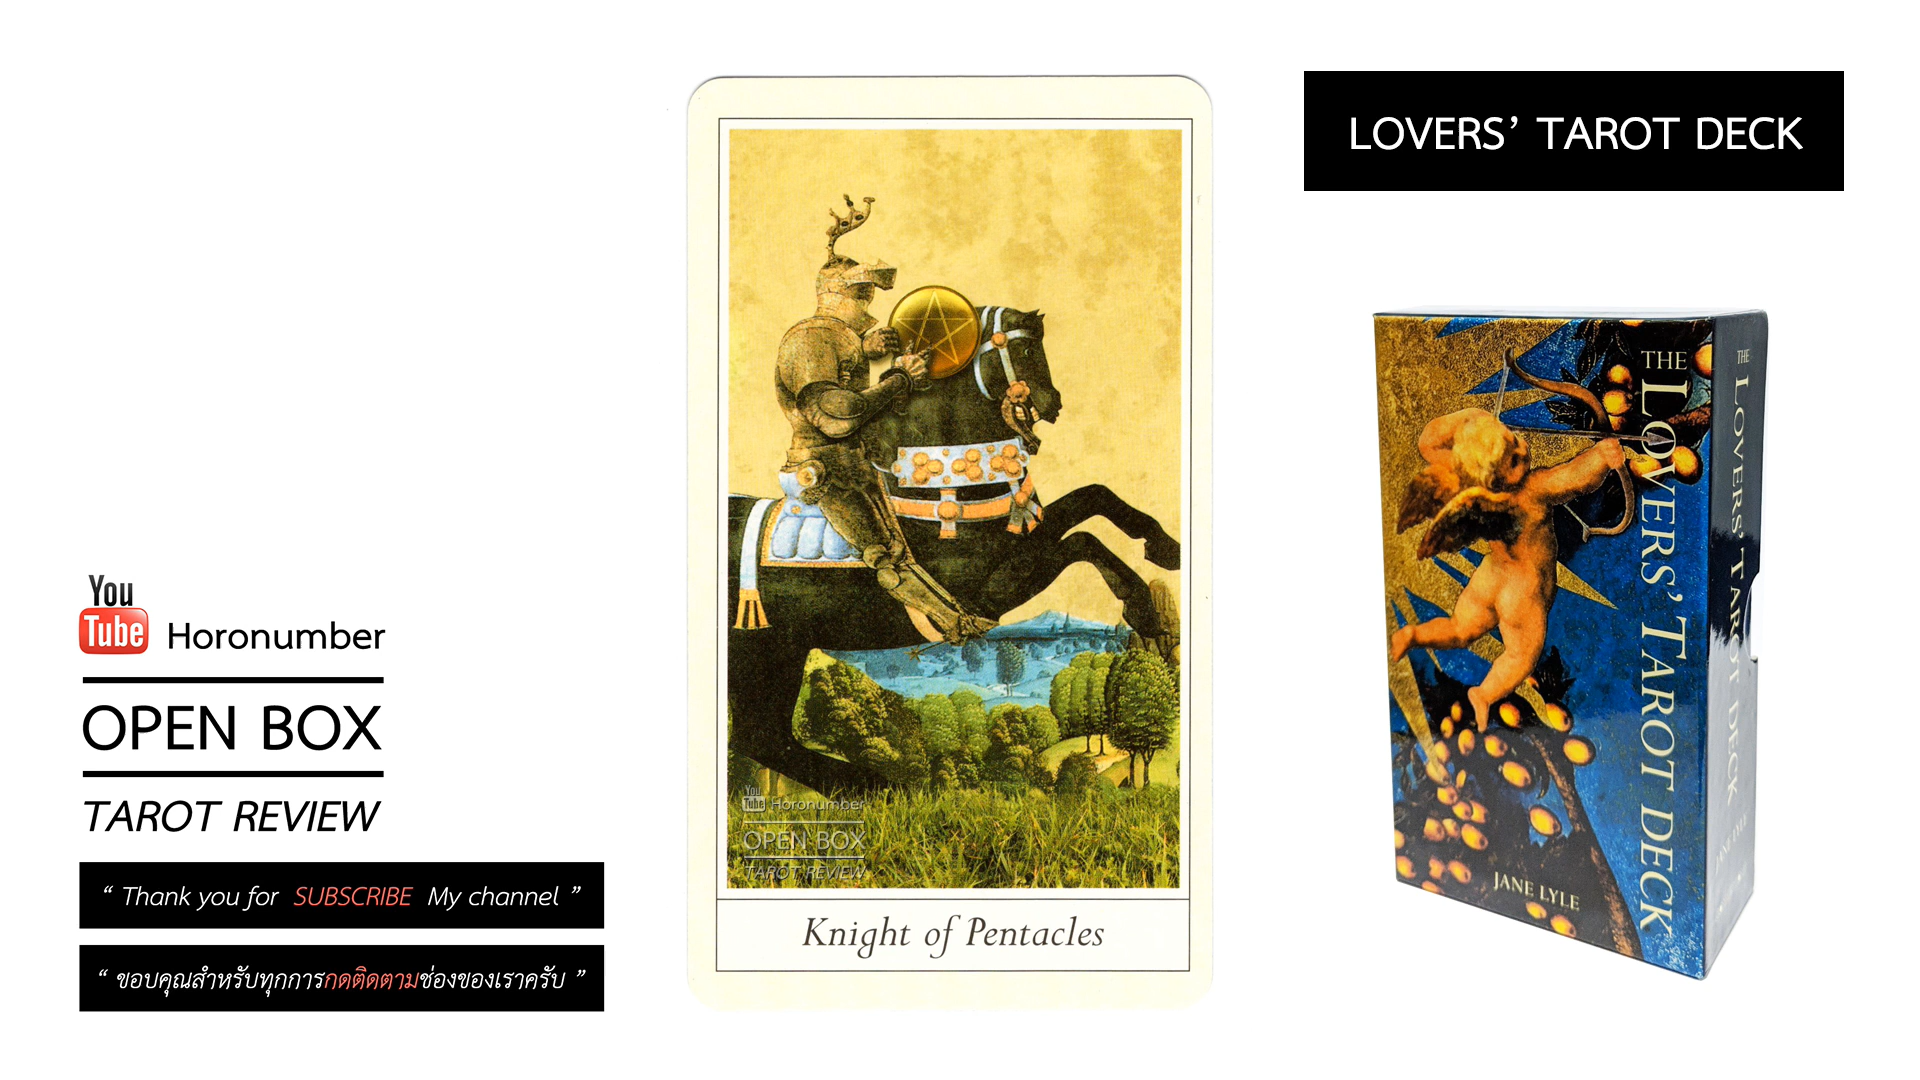 LOVERS’ TAROT DECK
THE LOVERS’ TAROT DECK
JANE LYLE
THE LOVERS’ TAROT DECK
You
Tube Horonumber
OPEN BOX
TAROT REVIEW
“ Thank you for SUBSCRIBE My channel ”
“ ขอบคุณสำหรับทุกการกดติดตามช่องของเราครับ ”
You
Tube Horonumber
OPEN BOX
TAROT REVIEW
Knight of Pentacles